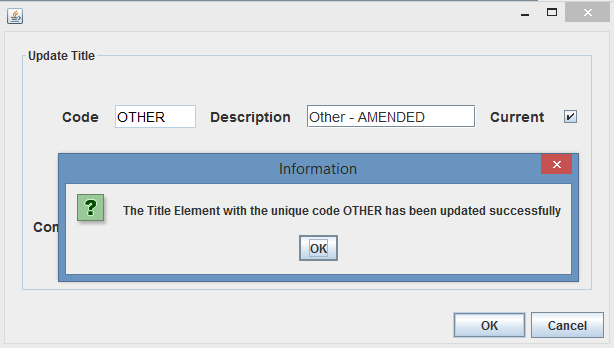 Update Title
Code OTHER Description Other - AMENDED Current
Information
? The Title Element with the unique code OTHER has been updated successfully
Com
OK
OK Cancel